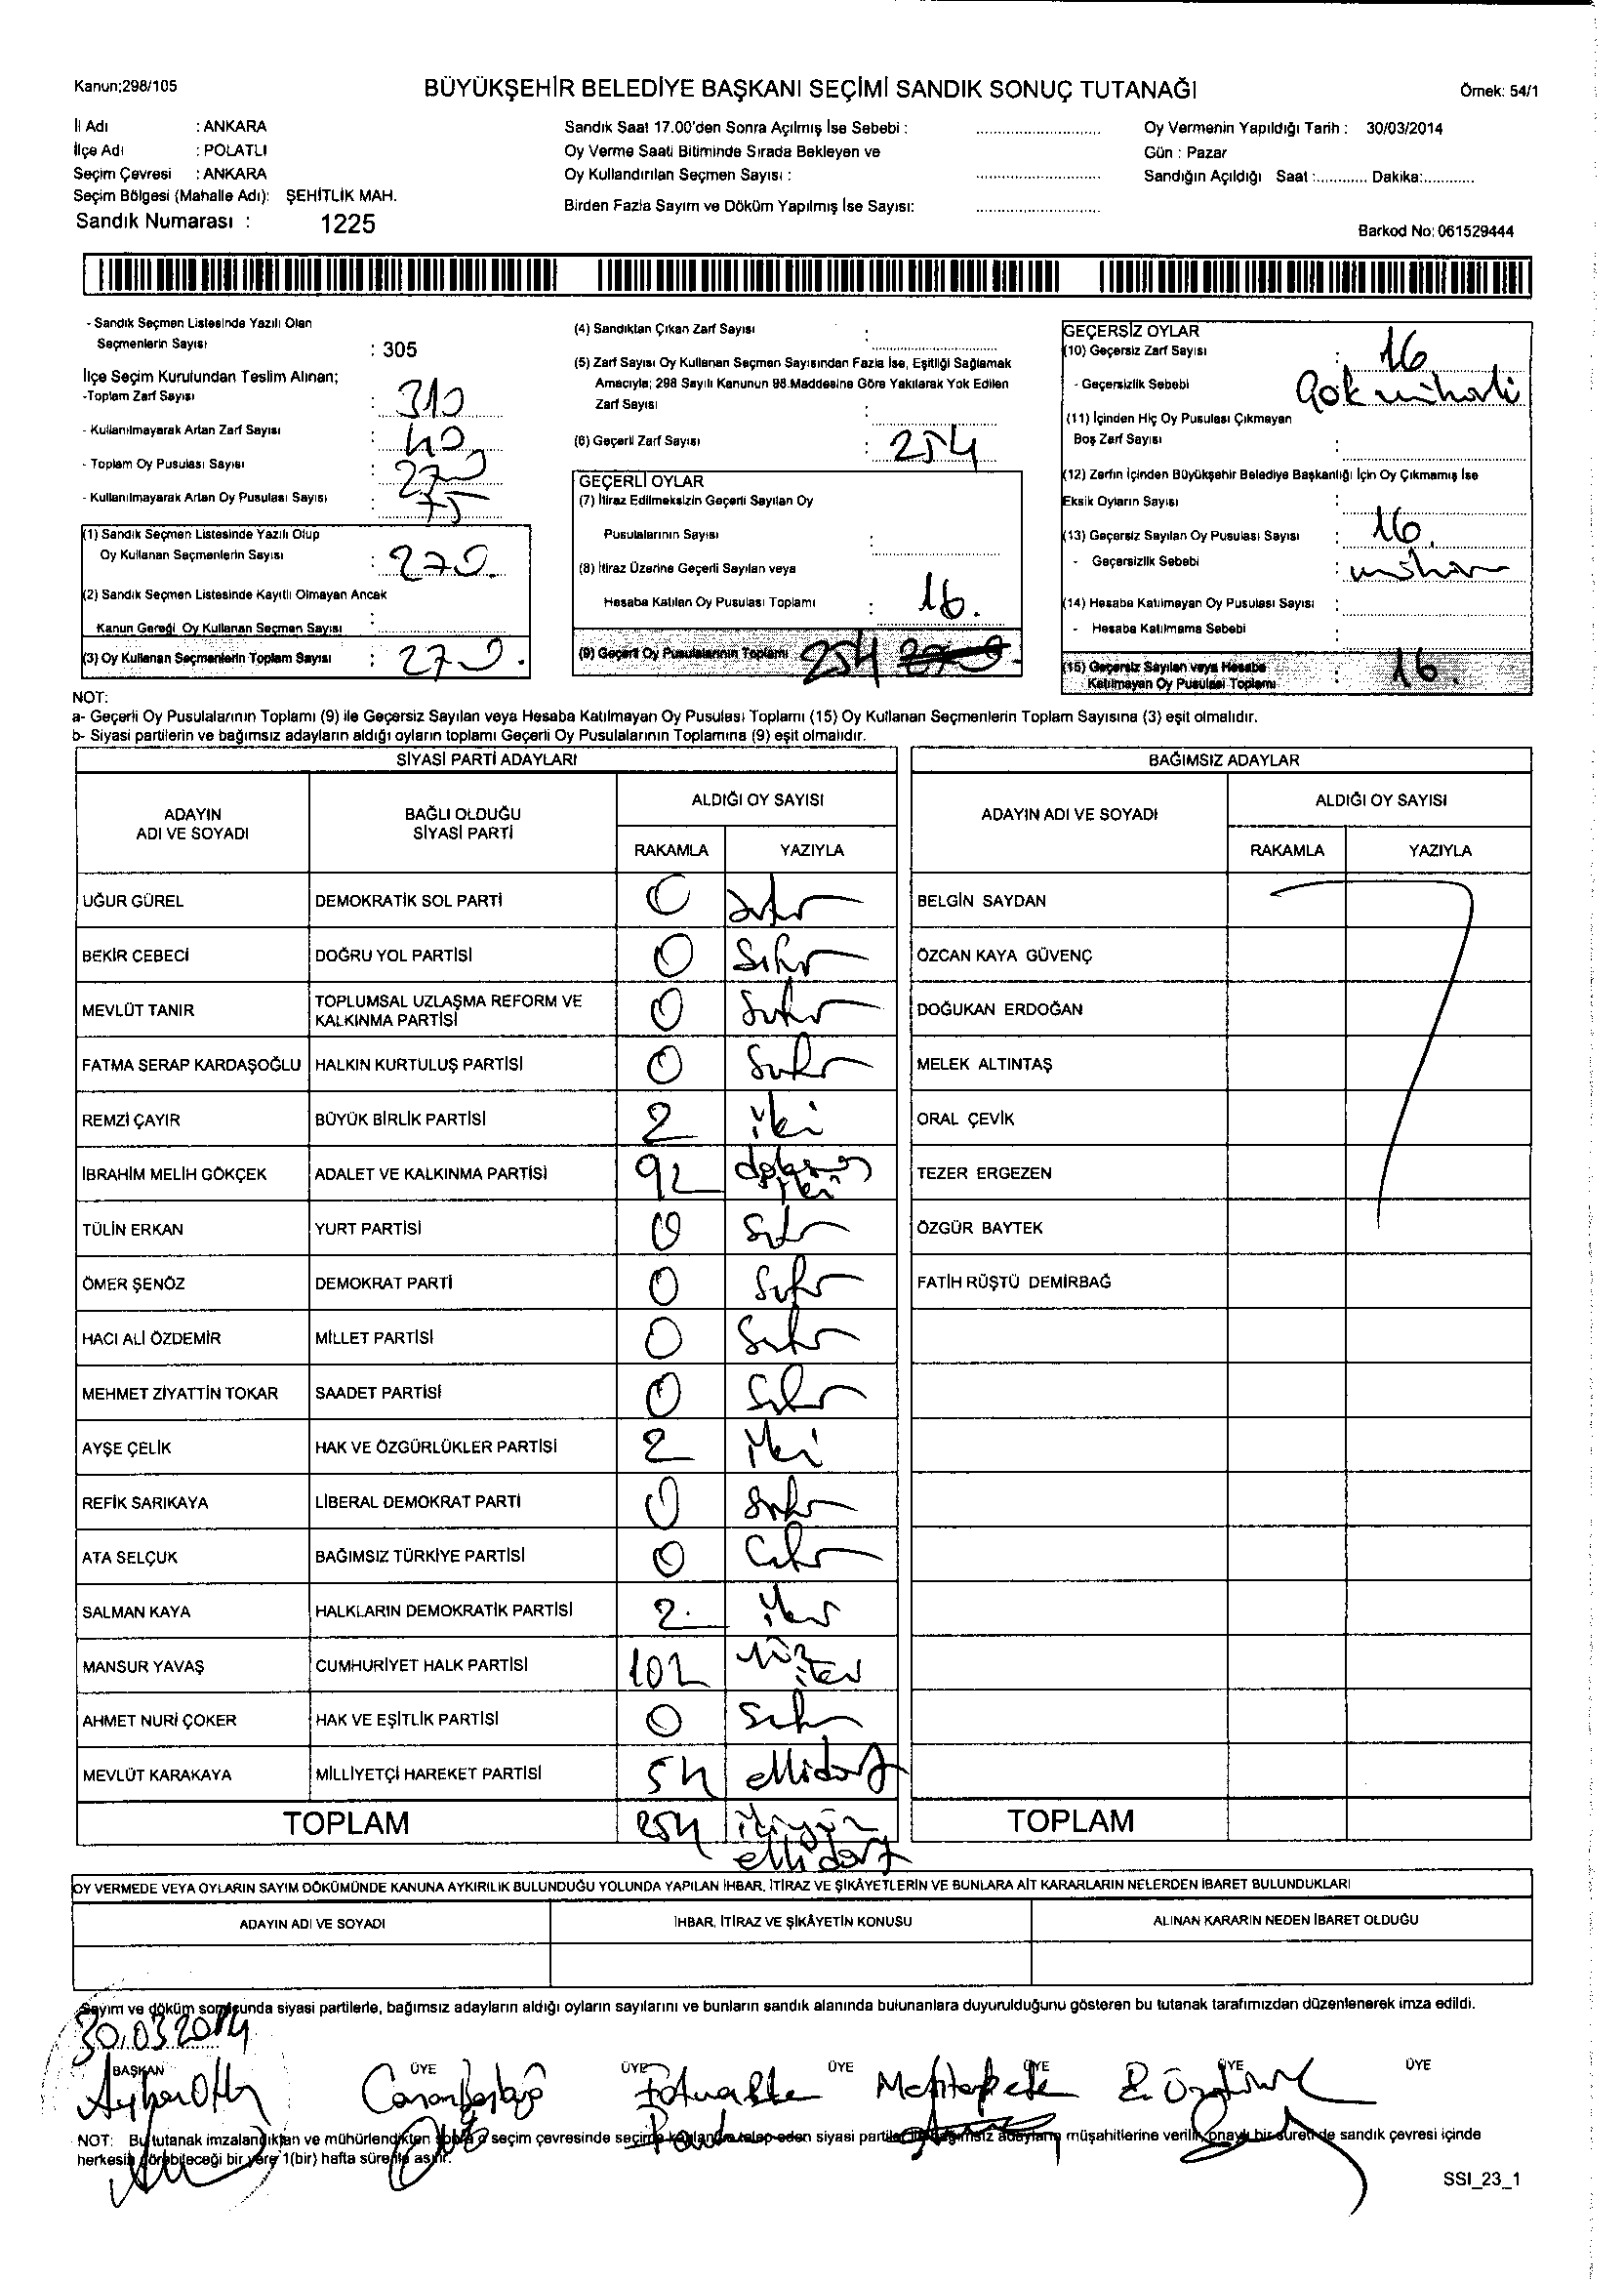 Kanun;298/105
BÜYÜKŞEHİR BELEDİYE BAŞKANI SEÇİMİ SANDIK SONUÇ TUTANAĞI
Örnek: 54/1
İl Adı : ANKARA
İlçe Adı : POLATLI
Seçim Çevresi : ANKARA
Seçim Bölgesi (Mahalle Adı): ŞEHİTLİK MAH.
Sandık Numarası : 1225
Sandık Saat 17.00'den Sonra Açılmış İse Sebebi :
Oy Verme Saati Bitiminde Sırada Bekleyen ve
Oy Kullandırılan Seçmen Sayısı :
Birden Fazla Sayım ve Döküm Yapılmış İse Sayısı:
Oy Vermenin Yapıldığı Tarih : 30/03/2014
Gün : Pazar
Sandığın Açıldığı Saat :............ Dakika:............
Barkod No: 061529444
- Sandık Seçmen Listesinde Yazılı Olan
Seçmenlerin Sayısı : 305
İlçe Seçim Kurulundan Teslim Alınan;
-Toplam Zarf Sayısı : 310
- Kullanılmayarak Artan Zarf Sayısı : 40
- Toplam Oy Pusulası Sayısı : 270
- Kullanılmayarak Artan Oy Pusulası Sayısı : 75
(1) Sandık Seçmen Listesinde Yazılı Olup
Oy Kullanan Seçmenlerin Sayısı : 270.
(2) Sandık Seçmen Listesinde Kayıtlı Olmayan Ancak
Kanun Gereği Oy Kullanan Seçmen Sayısı :
(3) Oy Kullanan Seçmenlerin Toplam Sayısı : 270.
(4) Sandıktan Çıkan Zarf Sayısı :
(5) Zarf Sayısı Oy Kullanan Seçmen Sayısından Fazla İse, Eşitliği Sağlamak
Amacıyla; 298 Sayılı Kanunun 98.Maddesine Göre Yakılarak Yok Edilen
Zarf Sayısı :
(6) Geçerli Zarf Sayısı : 254
GEÇERLİ OYLAR
(7) İtiraz Edilmeksizin Geçerli Sayılan Oy
Pusulalarının Sayısı :
(8) İtiraz Üzerine Geçerli Sayılan veya
Hesaba Katılan Oy Pusulası Toplamı : 16.
(9) Geçerli Oy Pusulalarının Toplamı 254 270.
GEÇERSİZ OYLAR
(10) Geçersiz Zarf Sayısı : 16
- Geçersizlik Sebebi Çok mühürlü
(11) İçinden Hiç Oy Pusulası Çıkmayan
Boş Zarf Sayısı :
(12) Zarfın İçinden Büyükşehir Belediye Başkanlığı İçin Oy Çıkmamış İse
Eksik Oyların Sayısı :
(13) Geçersiz Sayılan Oy Pusulası Sayısı : 16.
- Geçersizlik Sebebi :
(14) Hesaba Katılmayan Oy Pusulası Sayısı :
- Hesaba Katılmama Sebebi :
(15) Geçersiz Sayılan veya Hesaba
Katılmayan Oy Pusulası Toplamı : 16.
NOT:
a- Geçerli Oy Pusulalarının Toplamı (9) ile Geçersiz Sayılan veya Hesaba Katılmayan Oy Pusulası Toplamı (15) Oy Kullanan Seçmenlerin Toplam Sayısına (3) eşit olmalıdır.
b- Siyasi partilerin ve bağımsız adayların aldığı oyların toplamı Geçerli Oy Pusulalarının Toplamına (9) eşit olmalıdır.
SİYASİ PARTİ ADAYLARI
ADAYIN ADI VE SOYADI BAĞLI OLDUĞU SİYASİ PARTİ ALDIĞI OY SAYISI
RAKAMLA YAZIYLA
UĞUR GÜREL DEMOKRATİK SOL PARTİ 0 sıfır
BEKİR CEBECİ DOĞRU YOL PARTİSİ 0 sıfır
MEVLÜT TANIR TOPLUMSAL UZLAŞMA REFORM VE KALKINMA PARTİSİ 0 sıfır
FATMA SERAP KARDAŞOĞLU HALKIN KURTULUŞ PARTİSİ 0 sıfır
REMZİ ÇAYIR BÜYÜK BİRLİK PARTİSİ 2 iki
İBRAHİM MELİH GÖKÇEK ADALET VE KALKINMA PARTİSİ 92 doksan iki
TÜLİN ERKAN YURT PARTİSİ 0 sıfır
ÖMER ŞENÖZ DEMOKRAT PARTİ 0 sıfır
HACI ALİ ÖZDEMİR MİLLET PARTİSİ 0 sıfır
MEHMET ZİYATTİN TOKAR SAADET PARTİSİ 0 sıfır
AYŞE ÇELİK HAK VE ÖZGÜRLÜKLER PARTİSİ 2 iki
REFİK SARIKAYA LİBERAL DEMOKRAT PARTİ 0 sıfır
ATA SELÇUK BAĞIMSIZ TÜRKİYE PARTİSİ 0 sıfır
SALMAN KAYA HALKLARIN DEMOKRATİK PARTİSİ 2. iki
MANSUR YAVAŞ CUMHURİYET HALK PARTİSİ 102 yüz iki
AHMET NURİ ÇOKER HAK VE EŞİTLİK PARTİSİ 0 sıfır
MEVLÜT KARAKAYA MİLLİYETÇİ HAREKET PARTİSİ 54 ellidört
TOPLAM 254 ikiyüz ellidört
BAĞIMSIZ ADAYLAR
ADAYIN ADI VE SOYADI ALDIĞI OY SAYISI
RAKAMLA YAZIYLA
BELGİN SAYDAN
ÖZCAN KAYA GÜVENÇ
DOĞUKAN ERDOĞAN
MELEK ALTINTAŞ
ORAL ÇEVİK
TEZER ERGEZEN
ÖZGÜR BAYTEK
FATİH RÜŞTÜ DEMİRBAĞ
TOPLAM
OY VERMEDE VEYA OYLARIN SAYIM DÖKÜMÜNDE KANUNA AYKIRILIK BULUNDUĞU YOLUNDA YAPILAN İHBAR, İTİRAZ VE ŞİKÂYETLERİN VE BUNLARA AİT KARARLARIN NELERDEN İBARET BULUNDUKLARI
ADAYIN ADI VE SOYADI İHBAR, İTİRAZ VE ŞİKÂYETİN KONUSU ALINAN KARARIN NEDEN İBARET OLDUĞU
Sayım ve döküm sonucunda siyasi partilerle, bağımsız adayların aldığı oyların sayılarını ve bunların sandık alanında bulunanlara duyurulduğunu gösteren bu tutanak tarafımızdan düzenlenerek imza edildi.
30.03.2014
BAŞKAN ÜYE ÜYE ÜYE ÜYE ÜYE
NOT: Bu tutanak imzalandıktan ve mühürlendikten sonra o seçim çevresinde seçime katılan ve talep eden siyasi partiler ile bağımsız adayların müşahitlerine verilir, onaylı bir sureti de sandık çevresi içinde
herkesin görebileceği bir yere 1(bir) hafta süre ile asılır.
SSI_23_1